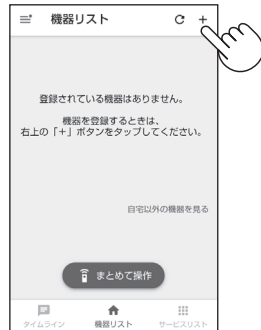 機器リスト
登録されている機器はありません。
機器を登録するときは、
右上の「+」ボタンをタップしてください。
自宅以外の機器を見る
まとめて操作
タイムライン
機器リスト
サービスリスト